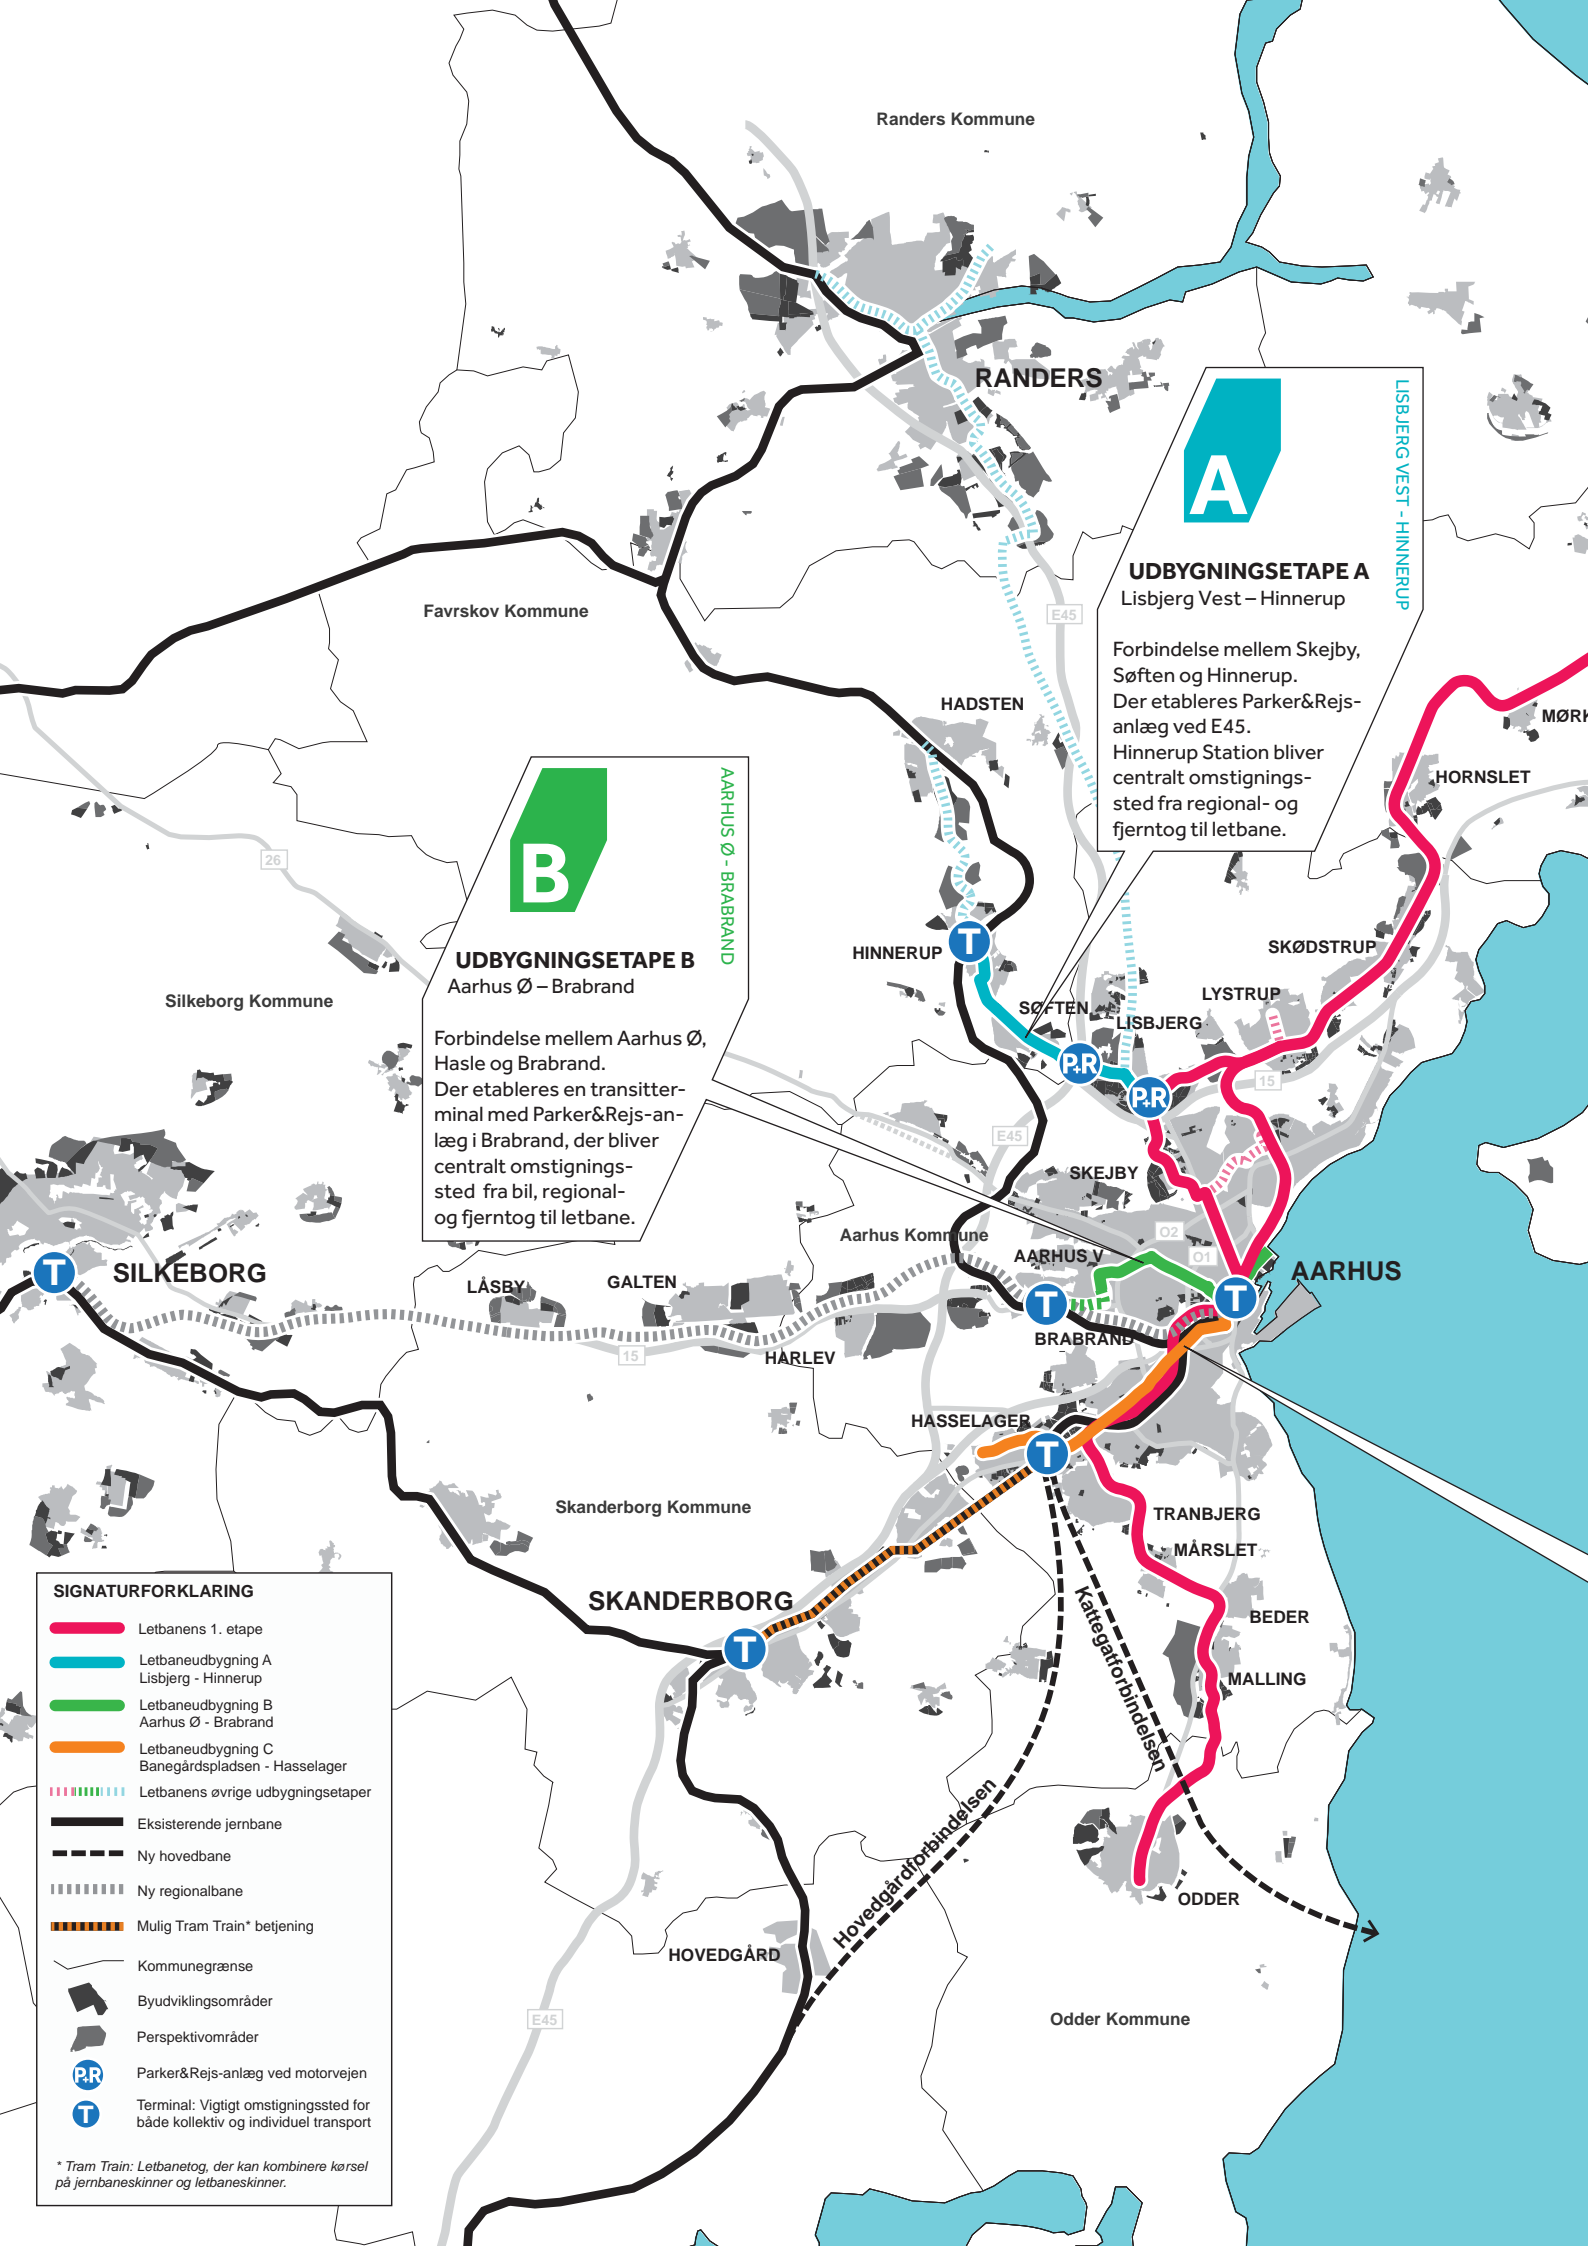 Randers Kommune
RANDERS
A
LISBJERG VEST - HINNERUP
UDBYGNINGSETAPE A
Lisbjerg Vest – Hinnerup
Forbindelse mellem Skejby,
Søften og Hinnerup.
Der etableres Parker&Rejs-
anlæg ved E45.
Hinnerup Station bliver
centralt omstignings-
sted fra regional- og
fjerntog til letbane.
Favrskov Kommune
E45
HADSTEN
HORNSLET
B
AARHUS Ø - BRABRAND
UDBYGNINGSETAPE B
Aarhus Ø – Brabrand
Forbindelse mellem Aarhus Ø,
Hasle og Brabrand.
Der etableres en transitter-
minal med Parker&Rejs-an-
læg i Brabrand, der bliver
centralt omstignings-
sted fra bil, regional-
og fjerntog til letbane.
26
T
HINNERUP
SKØDSTRUP
Silkeborg Kommune
LYSTRUP
SØFTEN
LISBJERG
P+R
P+R
15
E45
SKEJBY
Aarhus Kommune
O2
O1
AARHUS V
T
SILKEBORG
LÅSBY
GALTEN
T
T
AARHUS
BRABRAND
15
HARLEV
HASSELAGER
T
Skanderborg Kommune
TRANBJERG
MÅRSLET
SKANDERBORG
T
BEDER
Kattegatforbindelsen
MALLING
Hovedgårdforbindelsen
ODDER
HOVEDGÅRD
E45
Odder Kommune
SIGNATURFORKLARING
Letbanens 1. etape
Letbaneudbygning A
Lisbjerg - Hinnerup
Letbaneudbygning B
Aarhus Ø - Brabrand
Letbaneudbygning C
Banegårdspladsen - Hasselager
Letbanens øvrige udbygningsetaper
Eksisterende jernbane
Ny hovedbane
Ny regionalbane
Mulig Tram Train* betjening
Kommunegrænse
Byudviklingsområder
Perspektivområder
P+R
Parker&Rejs-anlæg ved motorvejen
T
Terminal: Vigtigt omstigningssted for
både kollektiv og individuel transport
* Tram Train: Letbanetog, der kan kombinere kørsel
på jernbaneskinner og letbaneskinner.